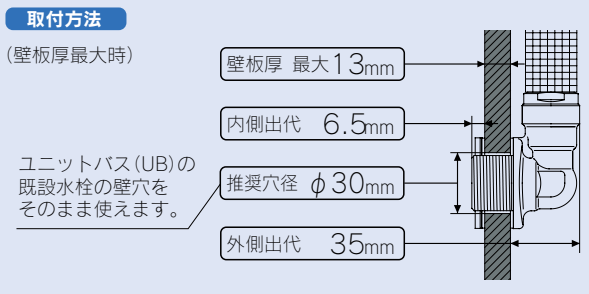 取付方法
(壁板厚最大時)
壁板厚 最大13mm
内側出代 6.5mm
ユニットバス(UB)の
既設水栓の壁穴を
そのまま使えます。
推奨穴径 φ30mm
外側出代 35mm